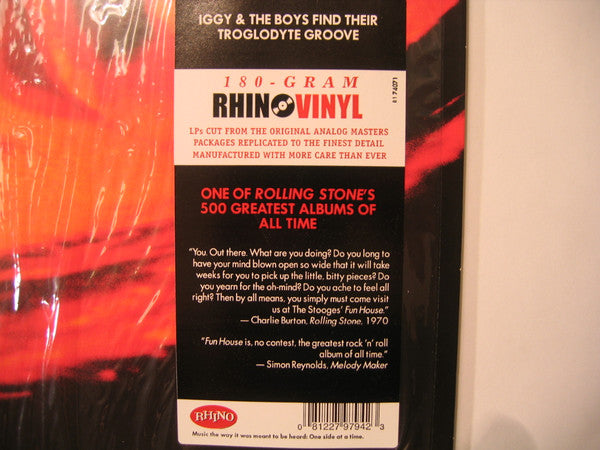 IGGY & THE BOYS FIND THEIR
TROGLODYTE GROOVE
180-GRAM
RHINOVINYL
LPs CUT FROM THE ORIGINAL ANALOG MASTERS
PACKAGES REPLICATED TO THE FINEST DETAIL
MANUFACTURED WITH MORE CARE THAN EVER
R1 74071
ONE OF ROLLING STONE'S
500 GREATEST ALBUMS OF
ALL TIME
“You. Out there. What are you doing? Do you long to
have your mind blown open so wide that it will take
weeks for you to pick up the little, bitty pieces? Do
you yearn for the oh-mind? Do you ache to feel all
right? Then by all means, you simply must come visit
us at The Stooges’ Fun House.”
— Charlie Burton, Rolling Stone, 1970
“Fun House is, no contest, the greatest rock ’n’ roll
album of all time.”
— Simon Reynolds, Melody Maker
RHINO
0 81227 97942 3
Music the way it was meant to be heard: One side at a time.